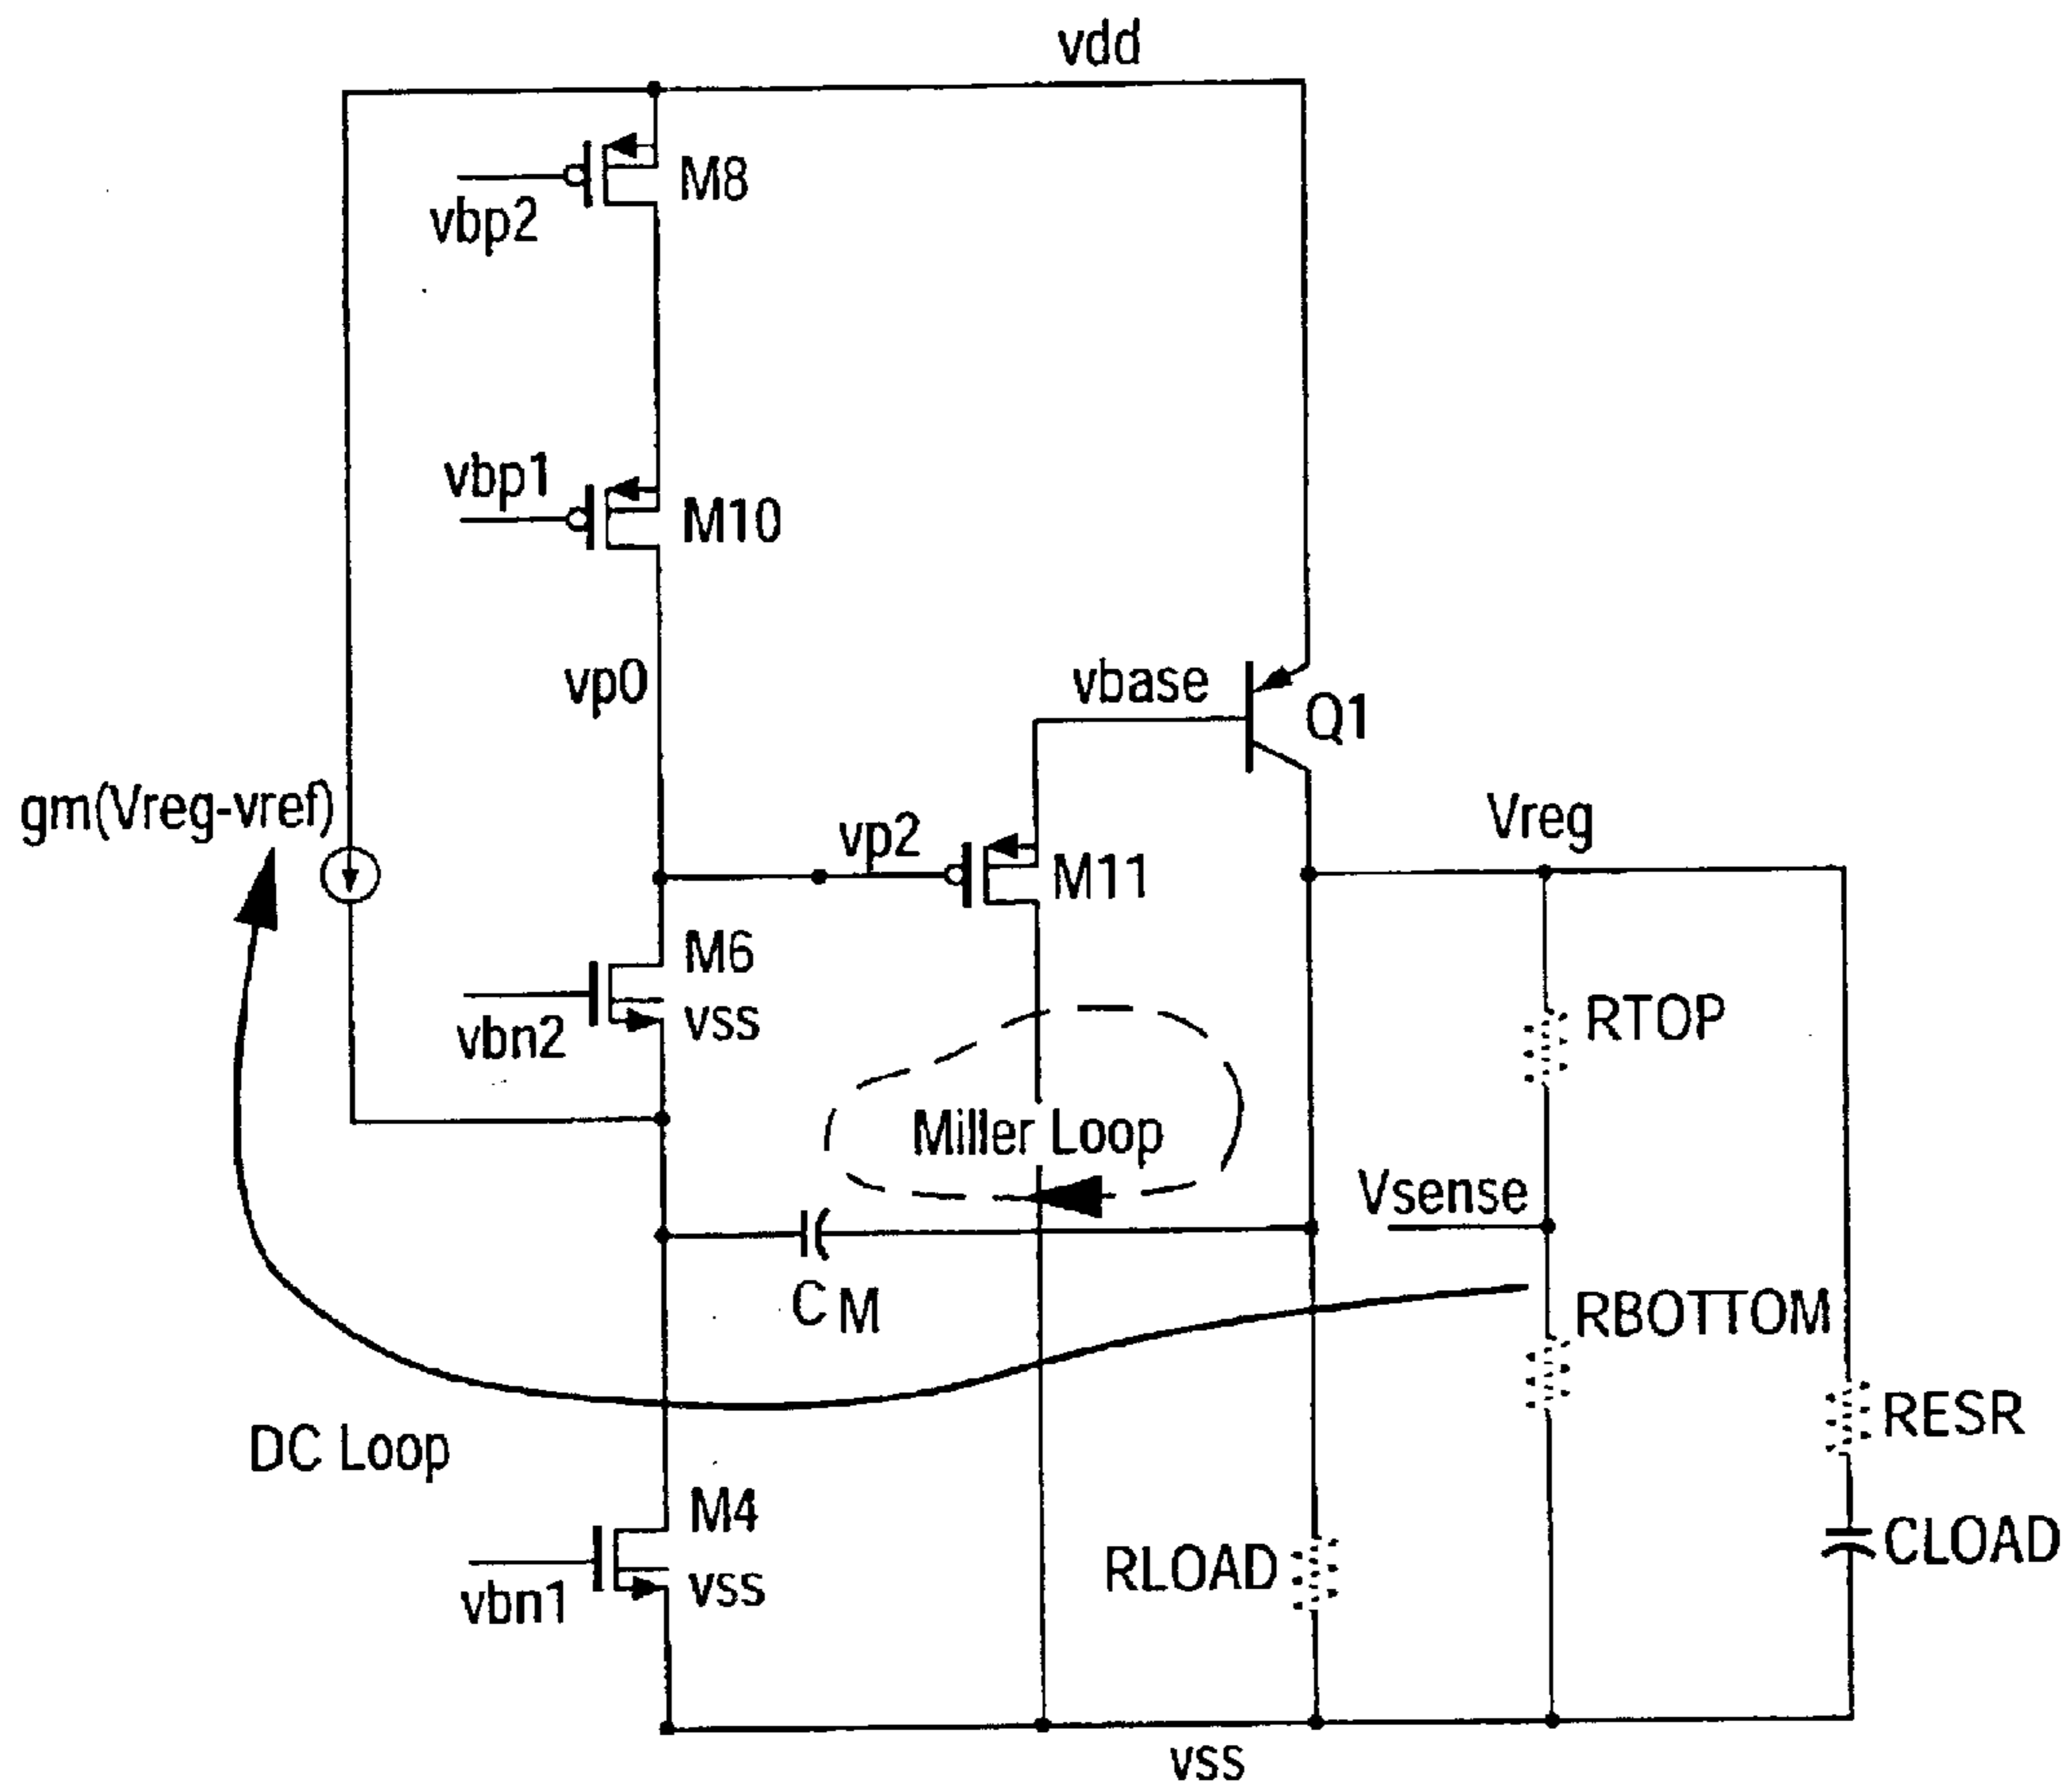 vdd
M8
vbp2
vbp1
M10
vp0
vbase
Q1
gm(Vreg-vref)
vp2
M11
Vreg
M6
vss
vbn2
RTOP
Miller Loop
Vsense
CM
RBOTTOM
RESR
DC Loop
M4
vss
vbn1
RLOAD
CLOAD
vss